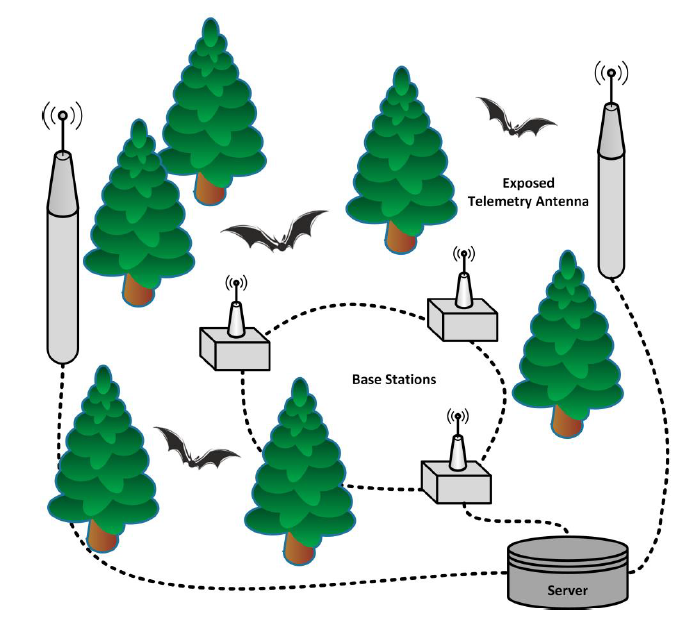 Exposed
Telemetry Antenna
Base Stations
Server